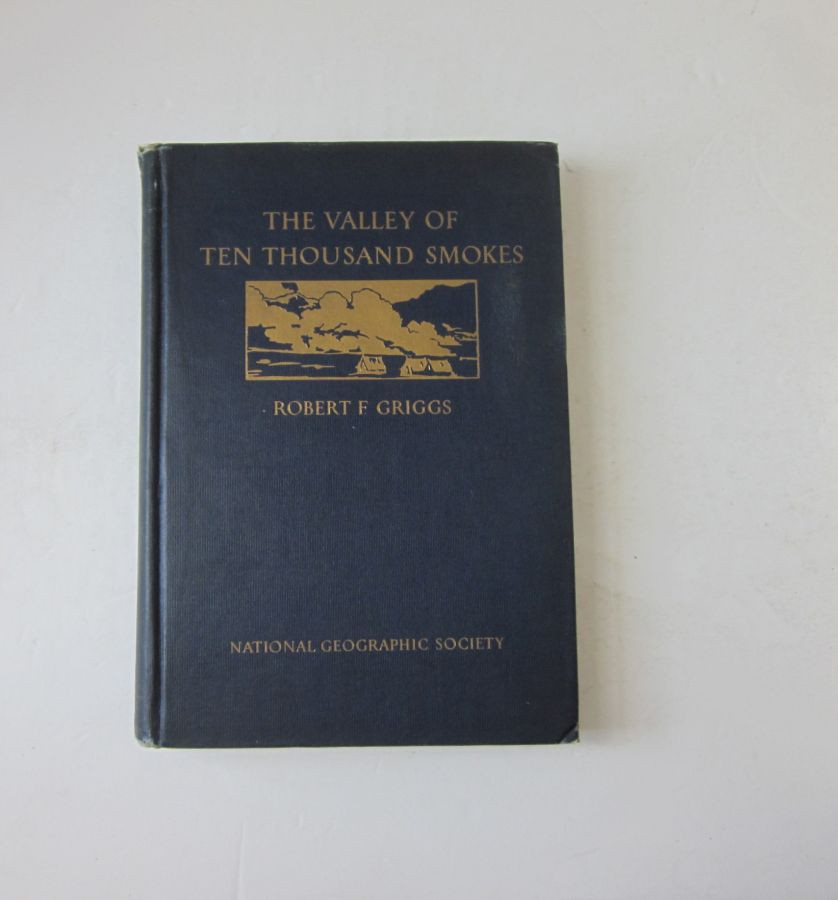 THE VALLEY OF
TEN THOUSAND SMOKES
ROBERT F GRIGGS
NATIONAL GEOGRAPHIC SOCIETY